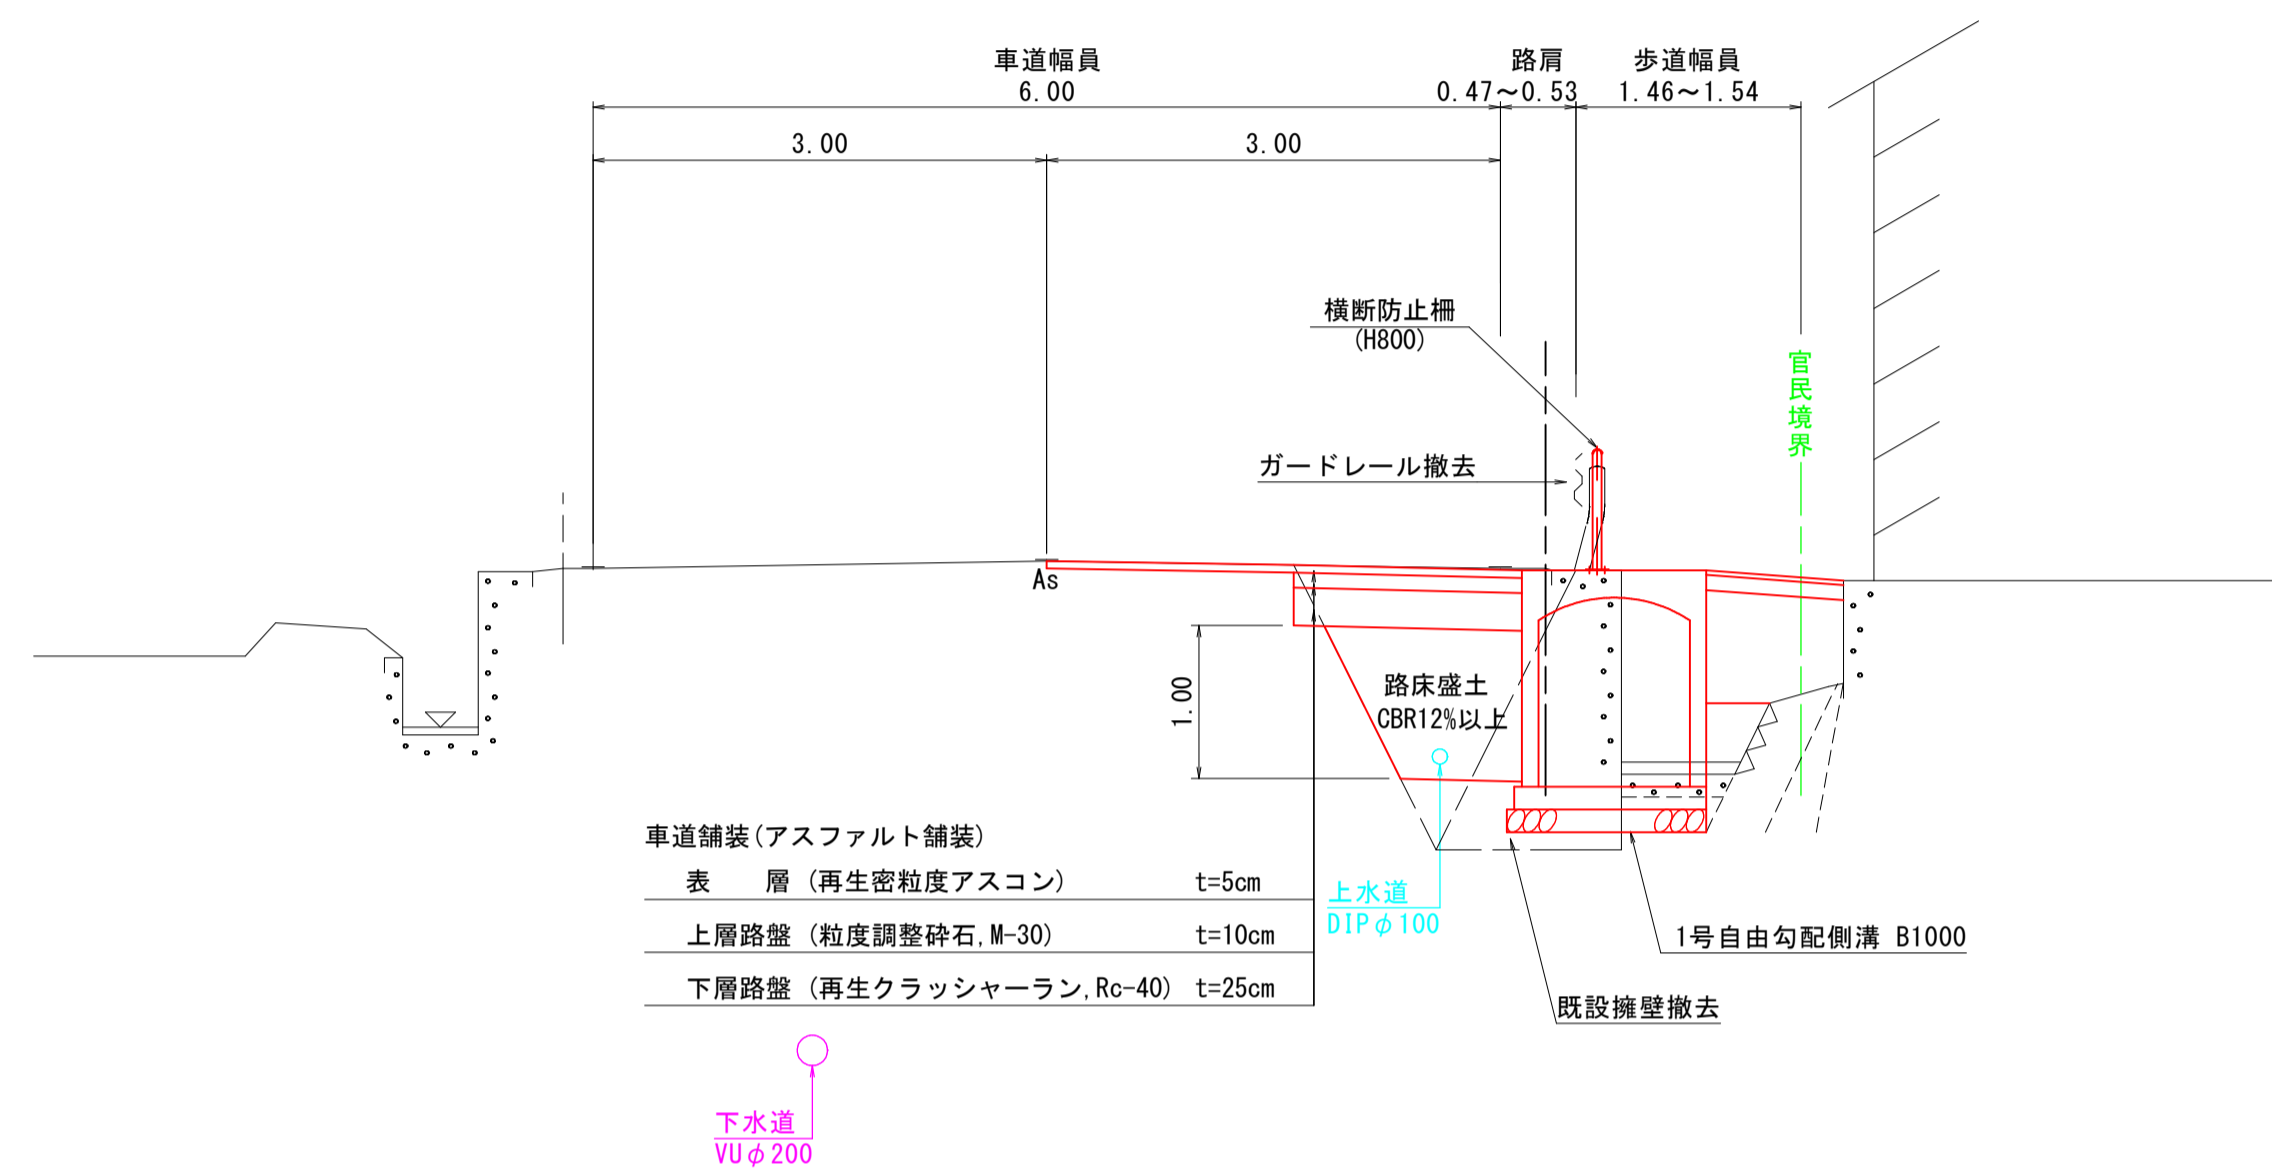 車道幅員
6.00
路肩
0.47～0.53
歩道幅員
1.46～1.54
3.00
3.00
横断防止柵
(H800)
官民境界
ガードレール撤去
As
1.00
路床盛土
CBR12%以上
車道舗装(アスファルト舗装)
表　　層 (再生密粒度アスコン) t=5cm
上層路盤 (粒度調整砕石,M-30) t=10cm
下層路盤 (再生クラッシャーラン,Rc-40) t=25cm
上水道
DIPφ100
1号自由勾配側溝 B1000
既設擁壁撤去
下水道
VUφ200